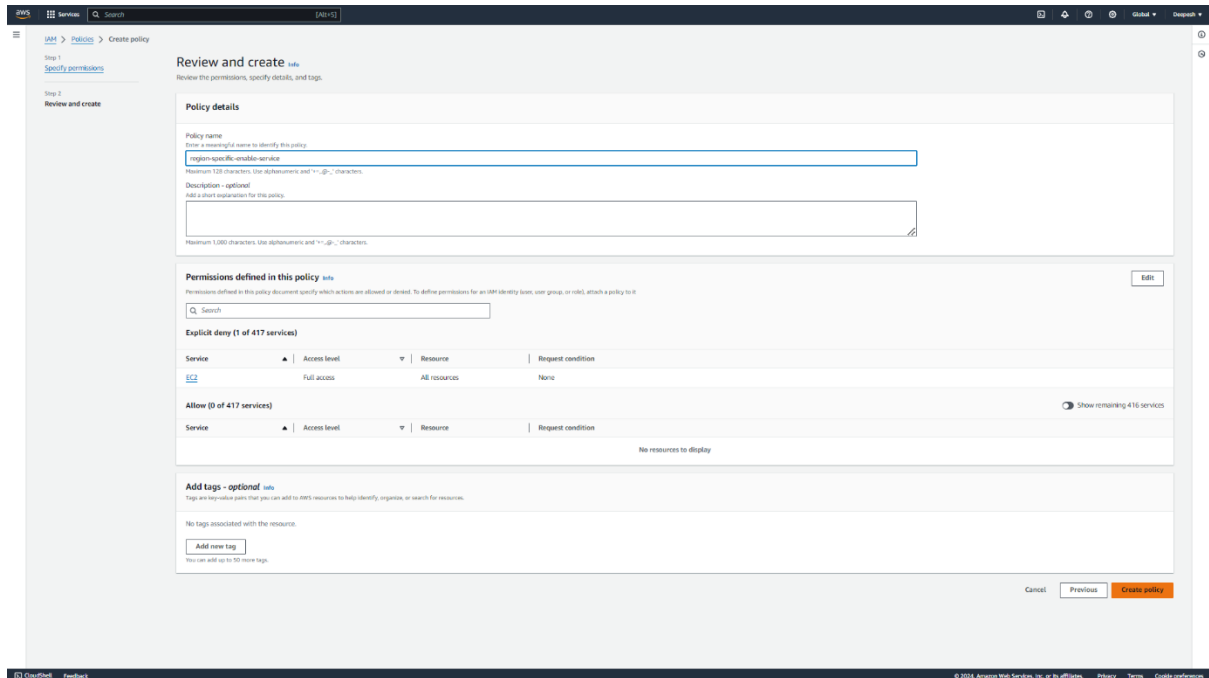 aws
Services
Search
[Alt+S]
Global
Deepesh
IAM > Policies > Create policy
Step 1
Specify permissions
Step 2
Review and create
Review and create Info
Review the permissions, specify details, and tags.
Policy details
Policy name
Enter a meaningful name to identify this policy.
region-specific-enable-service
Maximum 128 characters. Use alphanumeric and '+=,.@-_' characters.
Description - optional
Add a short explanation for this policy.
Maximum 1,000 characters. Use alphanumeric and '+=,.@-_' characters.
Permissions defined in this policy Info
Edit
Permissions defined in this policy document specify which actions are allowed or denied. To define permissions for an IAM identity (user, user group, or role), attach a policy to it
Search
Explicit deny (1 of 417 services)
Service Access level Resource Request condition
EC2 Full access All resources None
Allow (0 of 417 services)
Show remaining 416 services
Service Access level Resource Request condition
No resources to display
Add tags - optional Info
Tags are key-value pairs that you can add to AWS resources to help identify, organize, or search for resources.
No tags associated with the resource.
Add new tag
You can add up to 50 more tags.
Cancel Previous Create policy
CloudShell Feedback © 2024, Amazon Web Services, Inc. or its affiliates. Privacy Terms Cookie preferences